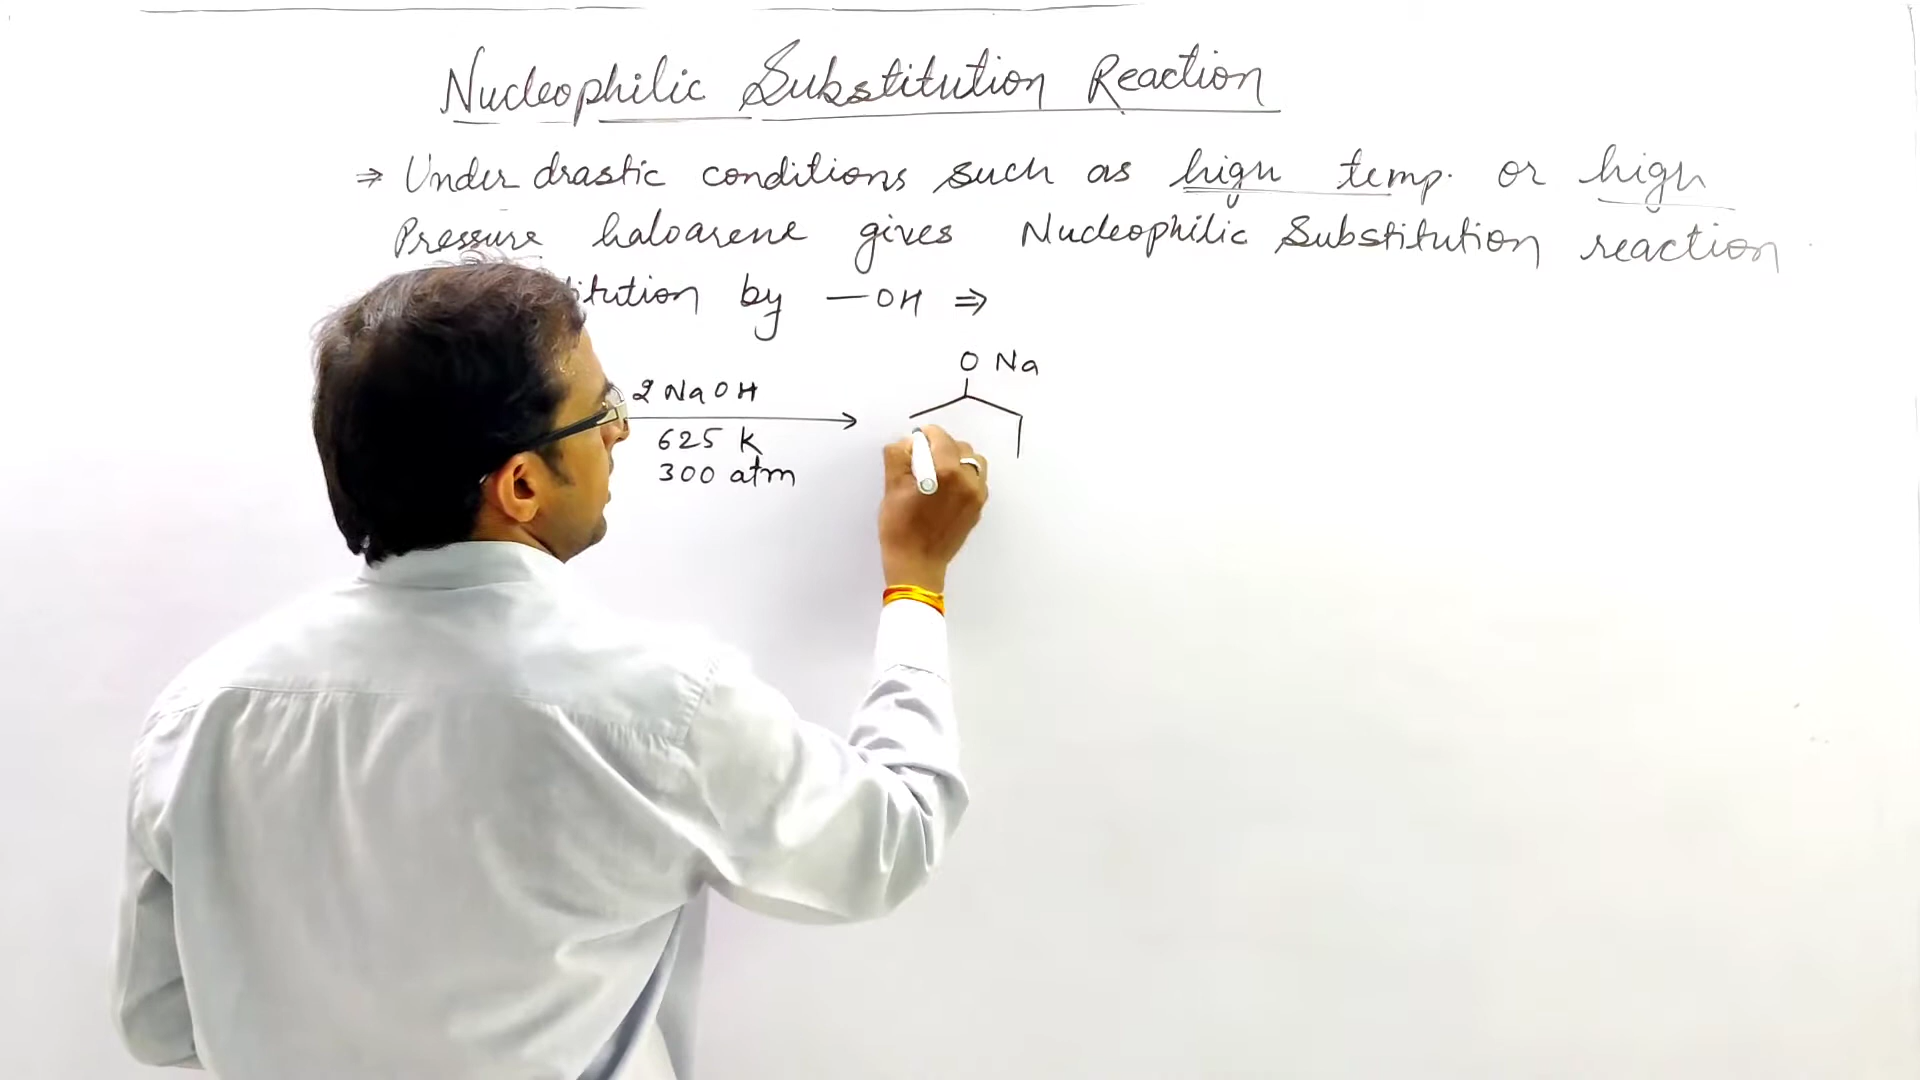 Nucleophilic Substitution Reaction
⇒ Under drastic conditions such as high temp. or high
Pressure haloarene gives Nucleophilic Substitution reaction
by —OH ⇒
O Na
2 NaOH
625 K
300 atm